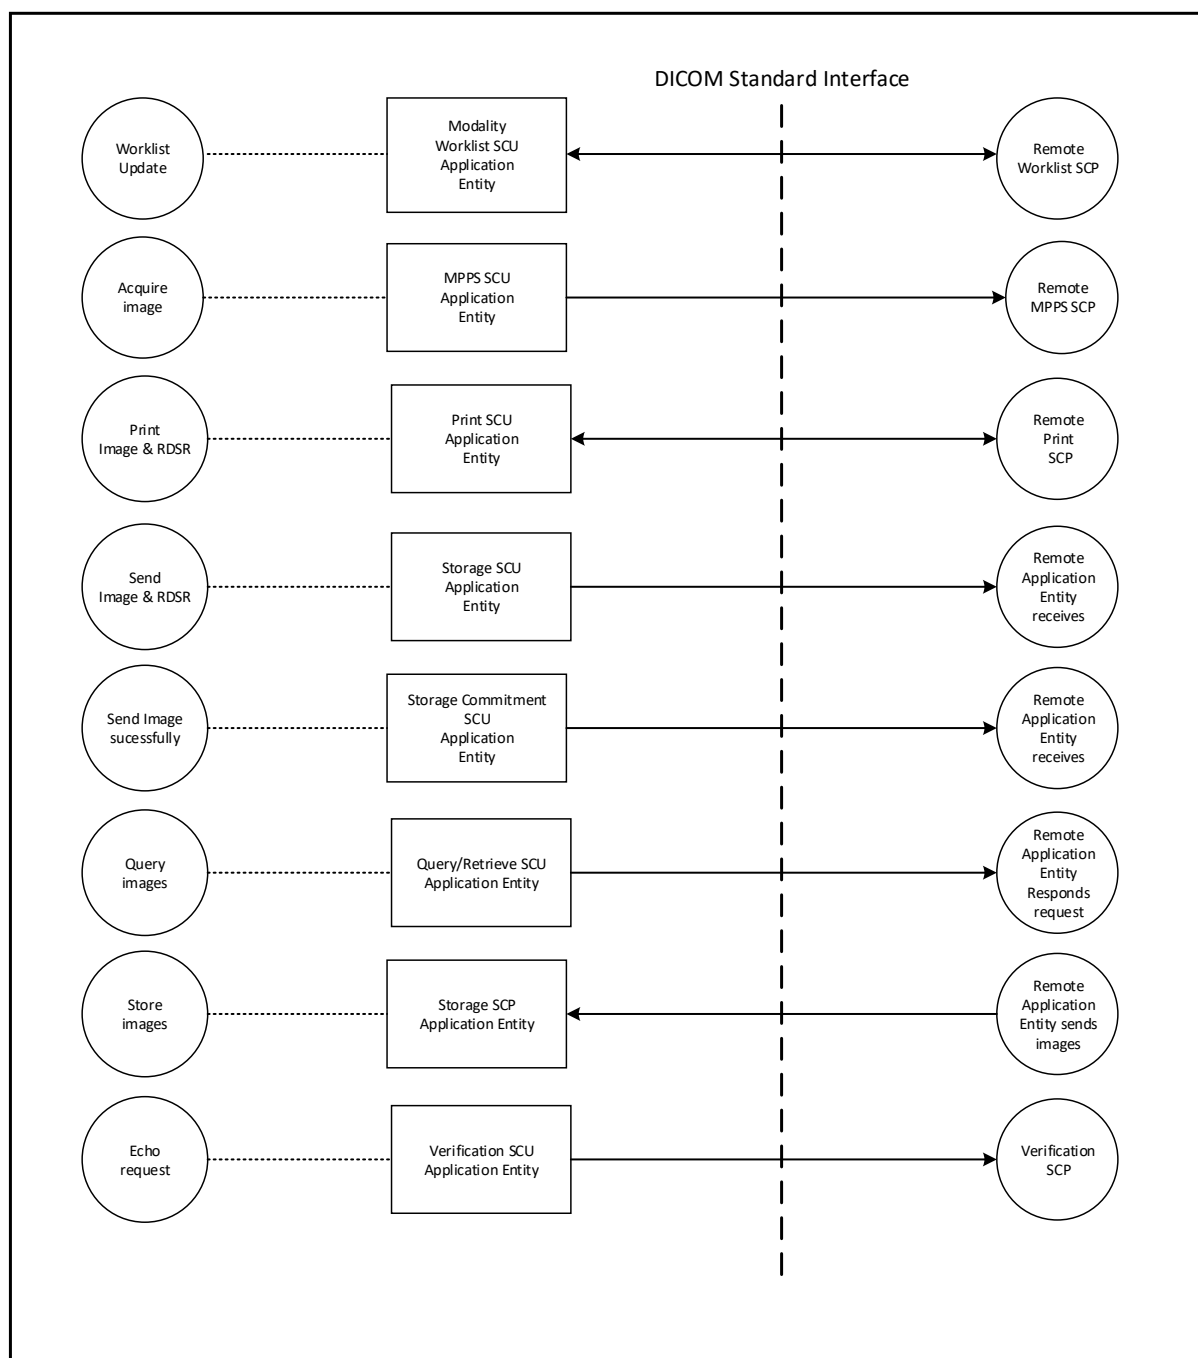 DICOM Standard Interface
Worklist
Update
Modality
Worklist SCU
Application
Entity
Remote
Worklist SCP
Acquire
image
MPPS SCU
Application
Entity
Remote
MPPS SCP
Print
Image & RDSR
Print SCU
Application
Entity
Remote
Print
SCP
Send
Image & RDSR
Storage SCU
Application
Entity
Remote
Application
Entity
receives
Send Image
sucessfully
Storage Commitment
SCU
Application
Entity
Remote
Application
Entity
receives
Query
images
Query/Retrieve SCU
Application Entity
Remote
Application
Entity
Responds
request
Store
images
Storage SCP
Application Entity
Remote
Application
Entity sends
images
Echo
request
Verification SCU
Application Entity
Verification
SCP